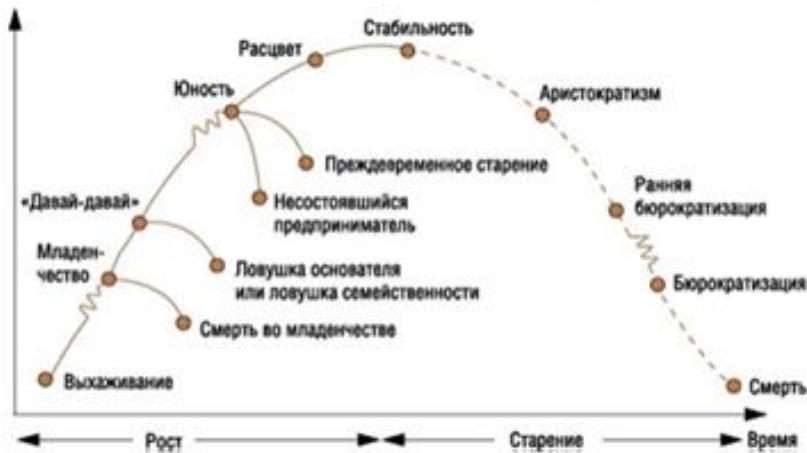 Стабильность
Расцвет
Юность
Аристократизм
Преждевременное старение
«Давай-давай»
Несостоявшийся
предприниматель
Ранняя
бюрократизация
Младен-
чество
Ловушка основателя
или ловушка семейственности
Бюрократизация
Смерть во младенчестве
Выхаживание
Смерть
Рост
Старение
Время